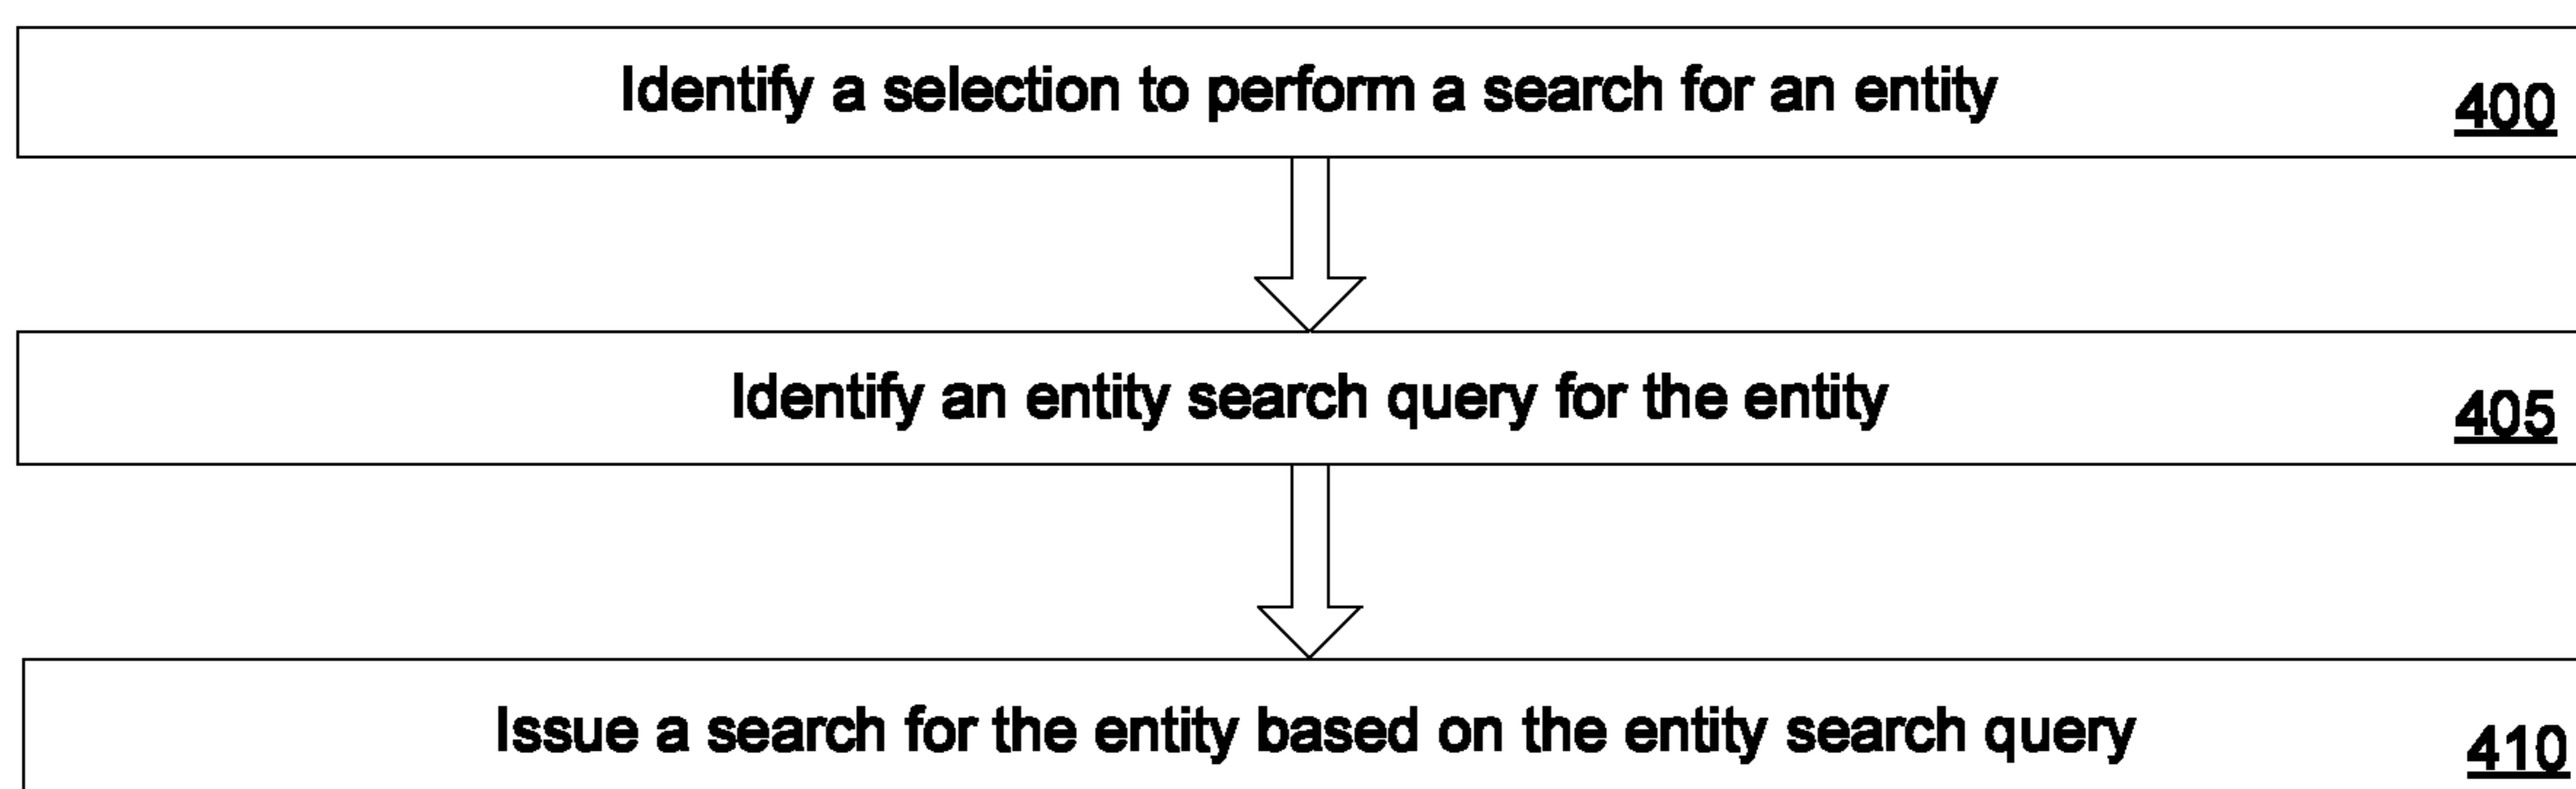 Identify a selection to perform a search for an entity
400
Identify an entity search query for the entity
405
Issue a search for the entity based on the entity search query
410